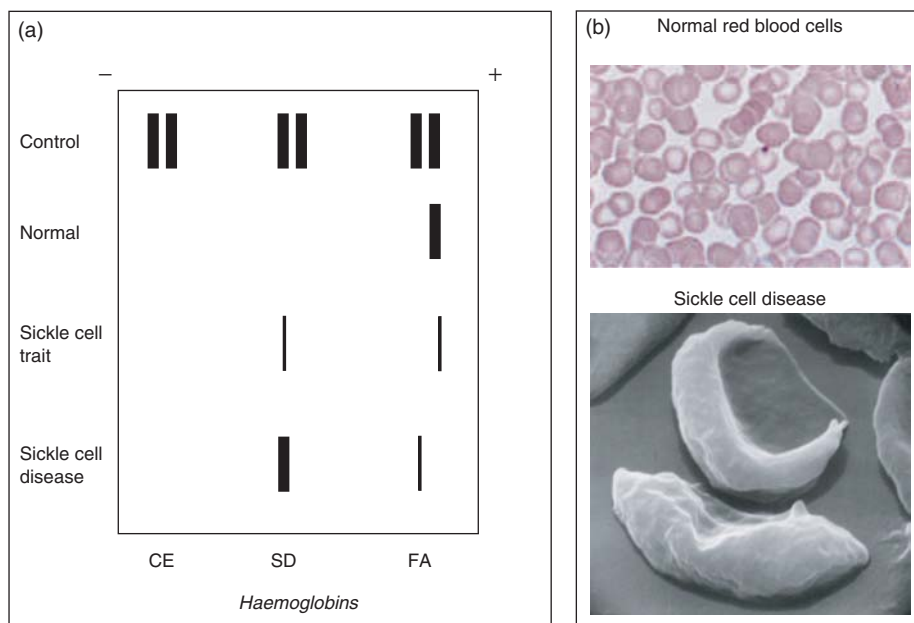 (a)
− +
Control
Normal
Sickle cell
trait
Sickle cell
disease
CE SD FA
Haemoglobins
(b)
Normal red blood cells
Sickle cell disease